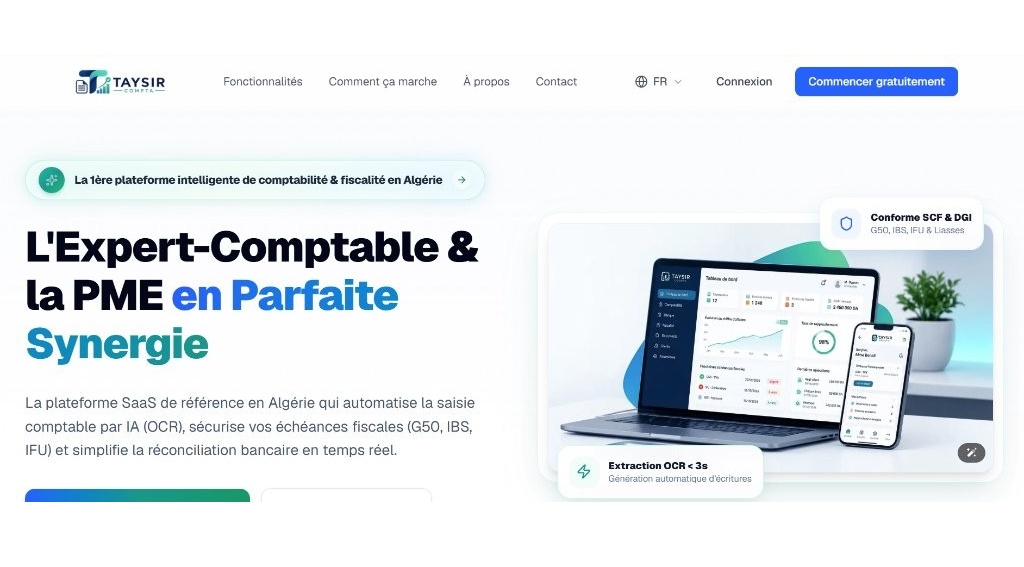 TAYSIR
COMPTA
Fonctionnalités
Comment ça marche
À propos
Contact
FR
Connexion
Commencer gratuitement
La 1ère plateforme intelligente de comptabilité & fiscalité en Algérie
L'Expert-Comptable &
la PME en Parfaite
Synergie
La plateforme SaaS de référence en Algérie qui automatise la saisie
comptable par IA (OCR), sécurise vos échéances fiscales (G50, IBS,
IFU) et simplifie la réconciliation bancaire en temps réel.
Conforme SCF & DGI
G50, IBS, IFU & Liasses
TAYSIR
Tableau de bord
98%
TAYSIR
Extraction OCR < 3s
Génération automatique d'écritures